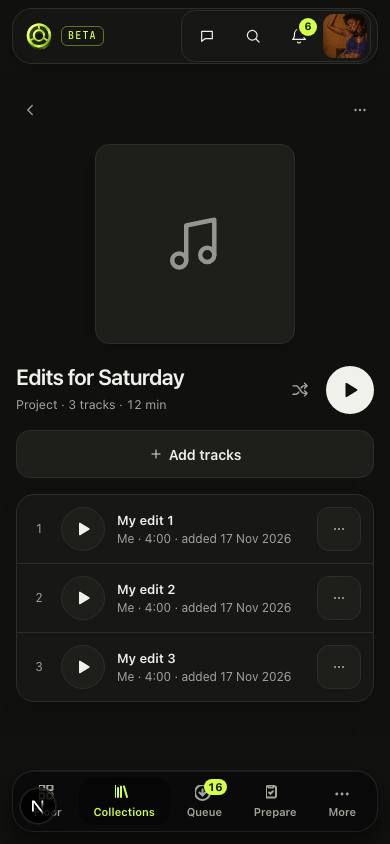 BETA
6
Edits for Saturday
Project · 3 tracks · 12 min
+ Add tracks
1
My edit 1
Me · 4:00 · added 17 Nov 2026
2
My edit 2
Me · 4:00 · added 17 Nov 2026
3
My edit 3
Me · 4:00 · added 17 Nov 2026
16
N
Collections
Queue
Prepare
More